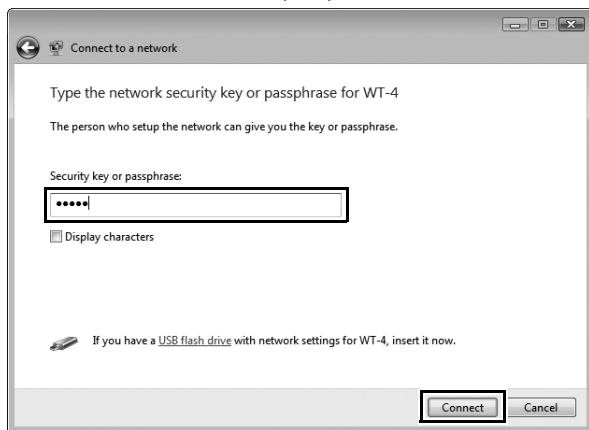 Connect to a network
Type the network security key or passphrase for WT-4
The person who setup the network can give you the key or passphrase.
Security key or passphrase:
•••••
Display characters
If you have a USB flash drive with network settings for WT-4, insert it now.
Connect Cancel